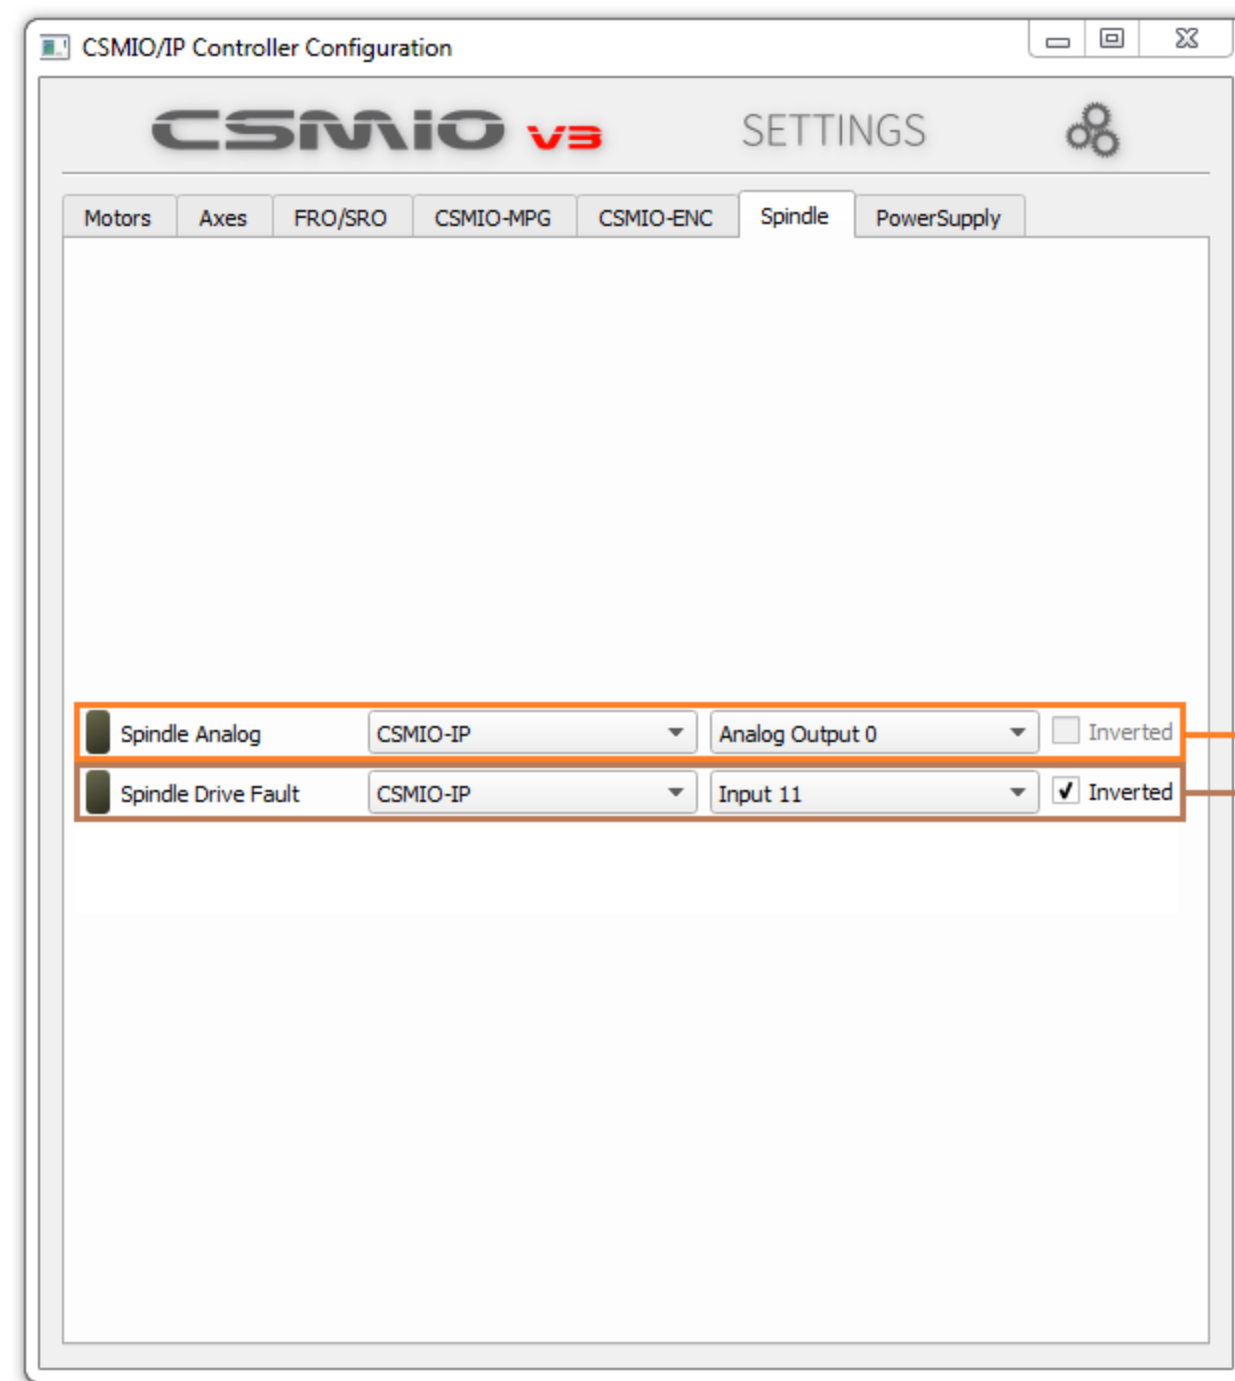 CSMIO/IP Controller Configuration
CSMIO V3 SETTINGS
Motors Axes FRO/SRO CSMIO-MPG CSMIO-ENC Spindle PowerSupply
Spindle Analog CSMIO-IP Analog Output 0 Inverted
Spindle Drive Fault CSMIO-IP Input 11 Inverted